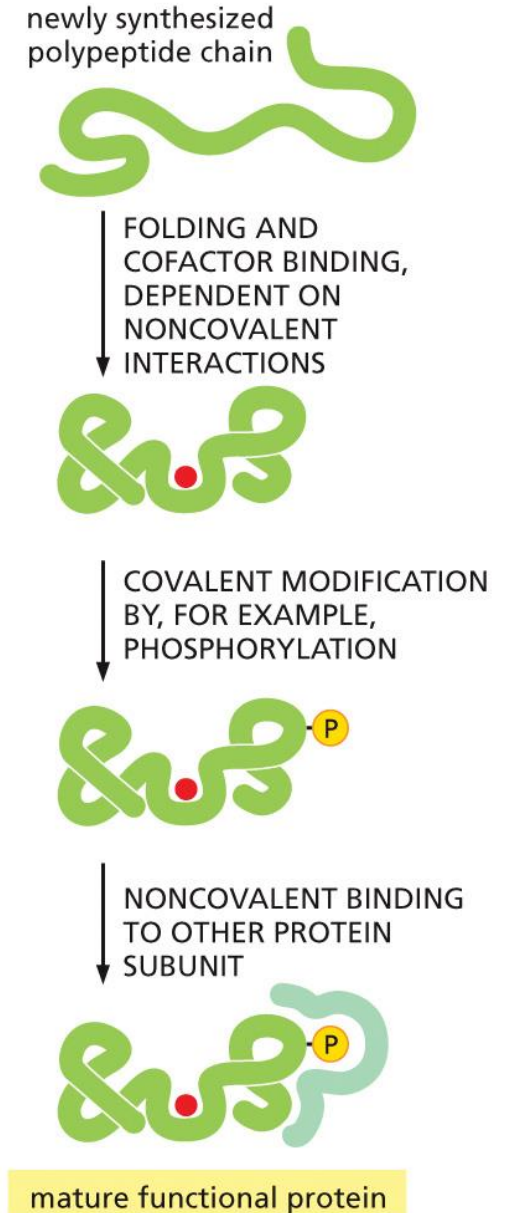 newly synthesized
polypeptide chain
FOLDING AND
COFACTOR BINDING,
DEPENDENT ON
NONCOVALENT
INTERACTIONS
COVALENT MODIFICATION
BY, FOR EXAMPLE,
PHOSPHORYLATION
P
NONCOVALENT BINDING
TO OTHER PROTEIN
SUBUNIT
P
mature functional protein